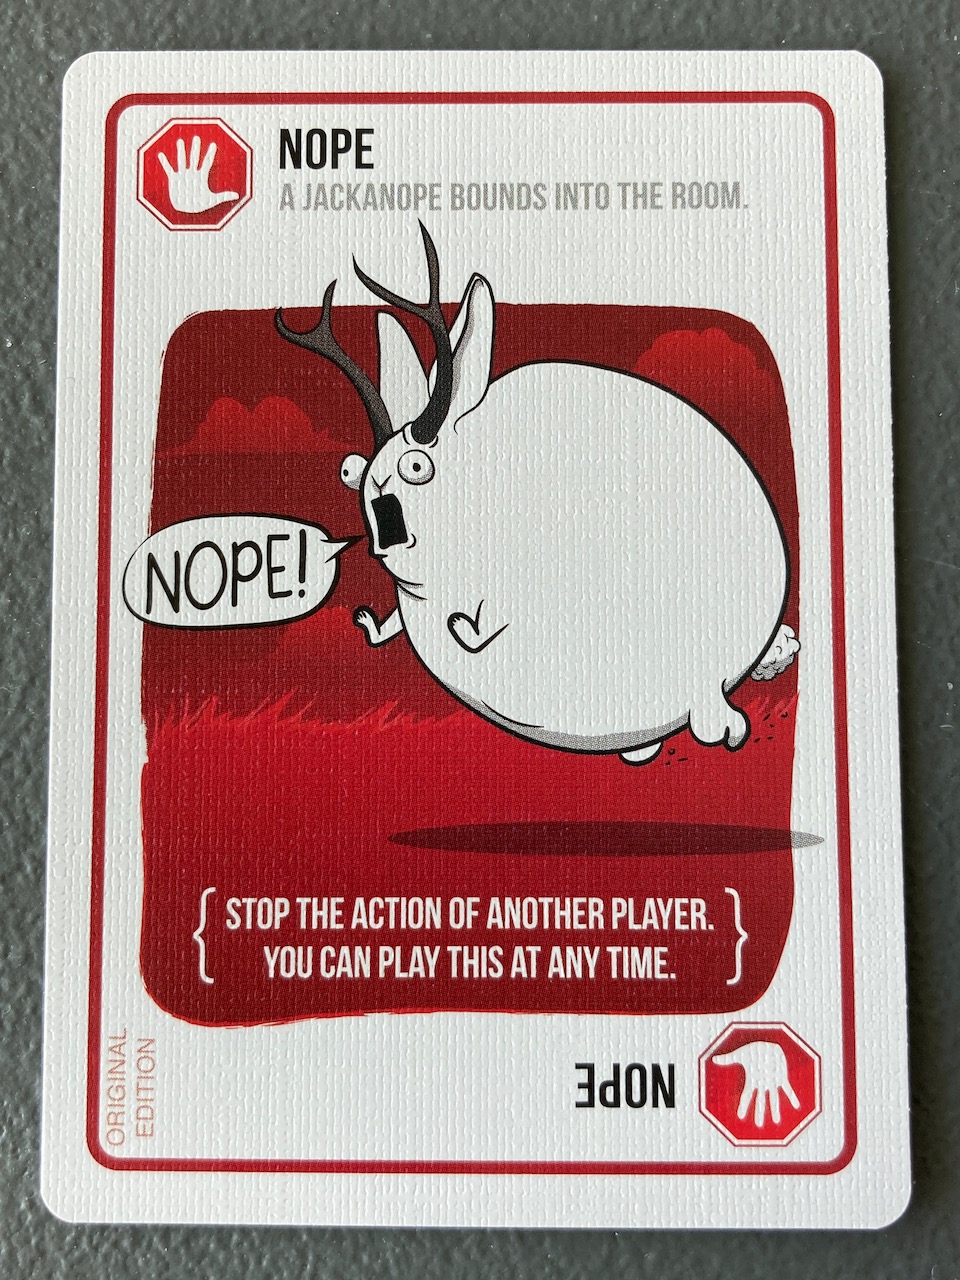 NOPE
A JACKANOPE BOUNDS INTO THE ROOM.
NOPE!
STOP THE ACTION OF ANOTHER PLAYER.
YOU CAN PLAY THIS AT ANY TIME.
ORIGINAL
EDITION
NOPE